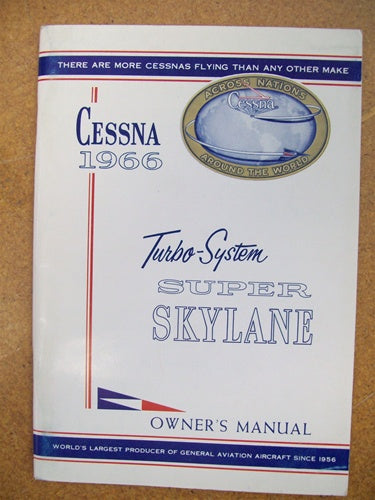 THERE ARE MORE CESSNAS FLYING THAN ANY OTHER MAKE
ACROSS NATIONS
Cessna
AROUND THE WORLD
CESSNA
1966
Turbo-System
SUPER
SKYLANE
OWNER'S MANUAL
WORLD'S LARGEST PRODUCER OF GENERAL AVIATION AIRCRAFT SINCE 1956